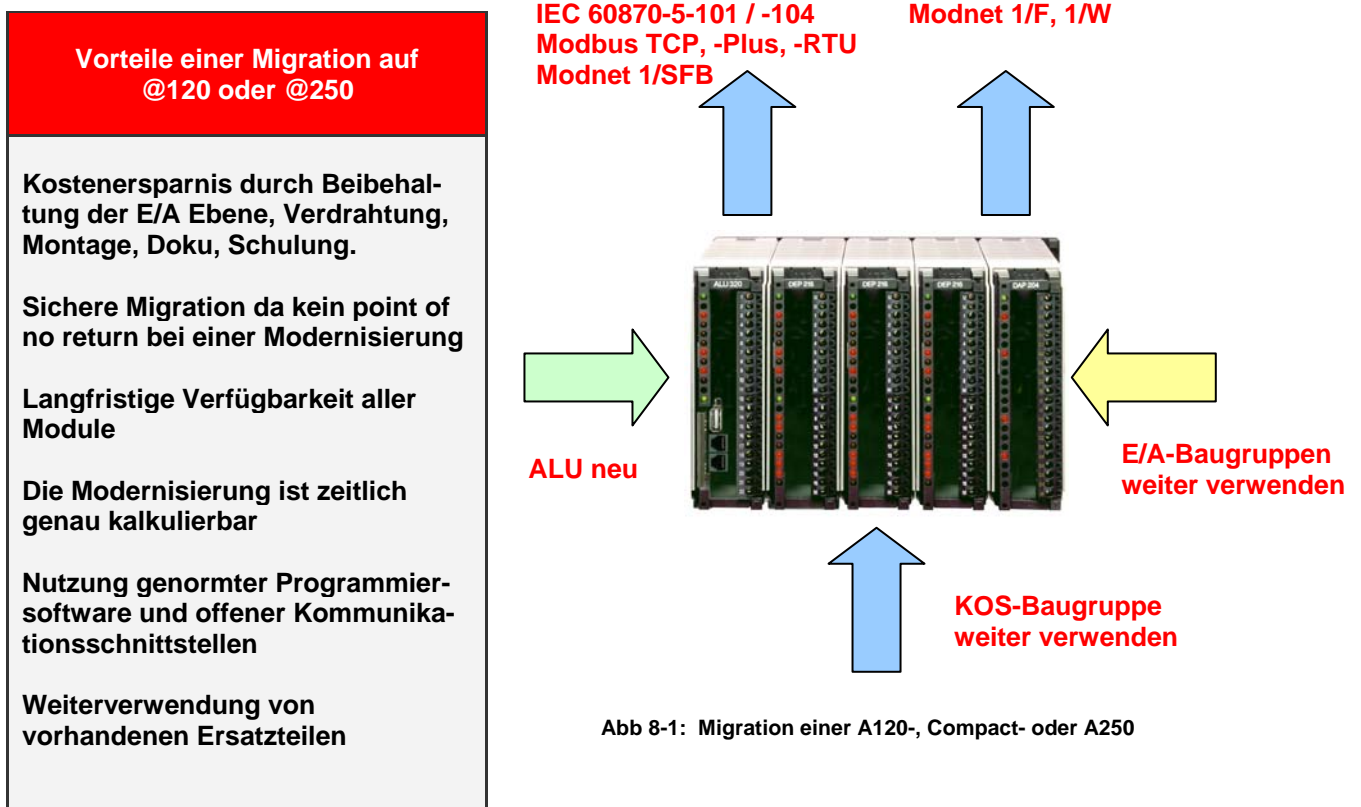 Vorteile einer Migration auf
@120 oder @250
Kostenersparnis durch Beibehal-
tung der E/A Ebene, Verdrahtung,
Montage, Doku, Schulung.
Sichere Migration da kein point of
no return bei einer Modernisierung
Langfristige Verfügbarkeit aller
Module
Die Modernisierung ist zeitlich
genau kalkulierbar
Nutzung genormter Programmier-
software und offener Kommunika-
tionsschnittstellen
Weiterverwendung von
vorhandenen Ersatzteilen
IEC 60870-5-101 / -104
Modbus TCP, -Plus, -RTU
Modnet 1/SFB
Modnet 1/F, 1/W
ALU 320
DEP 216
DEP 216
DEP 216
DAP 204
ALU neu
E/A-Baugruppen
weiter verwenden
KOS-Baugruppe
weiter verwenden
Abb 8-1: Migration einer A120-, Compact- oder A250